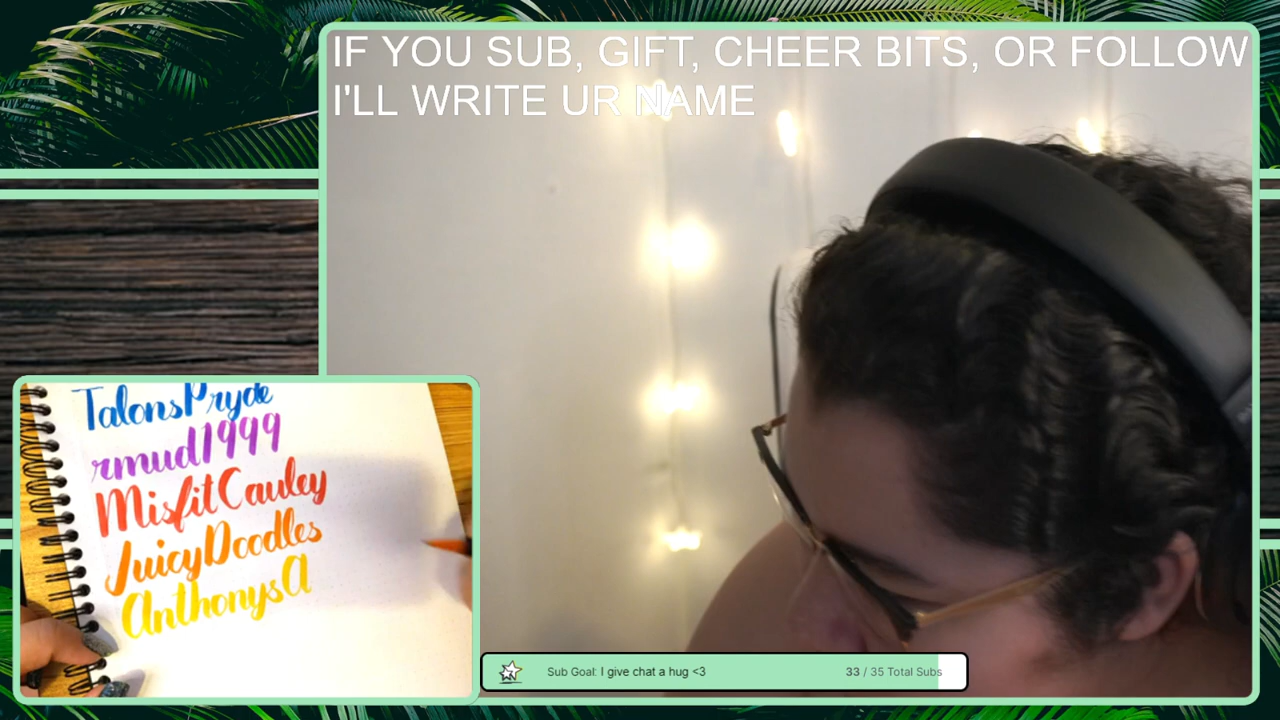 IF YOU SUB, GIFT, CHEER BITS, OR FOLLOW
I'LL WRITE UR NAME
TalonsPryde
rmud1999
MisfitCauley
JuicyDoodles
AnthonysA
Sub Goal: I give chat a hug <3 33 / 35 Total Subs